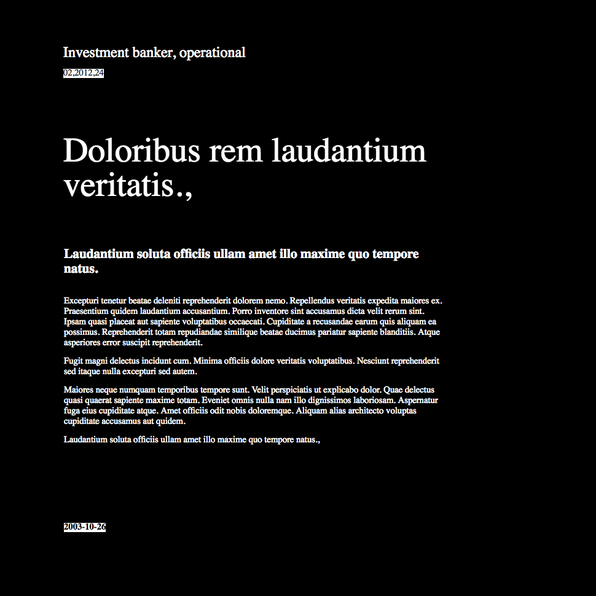 Investment banker, operational
02.2012.24
Doloribus rem laudantium
veritatis.,
Laudantium soluta officiis ullam amet illo maxime quo tempore
natus.
Excepturi tenetur beatae deleniti reprehenderit dolorem nemo. Repellendus veritatis expedita maiores ex.
Praesentium quidem laudantium accusantium. Porro inventore sint accusamus dicta velit rerum sint.
Ipsam quasi placeat aut sapiente voluptatibus occaecati. Cupiditate a recusandae earum quis aliquam ea
possimus. Reprehenderit totam repudiandae similique beatae ducimus pariatur sapiente blanditiis. Atque
asperiores error suscipit reprehenderit.
Fugit magni delectus incidunt cum. Minima officiis dolore veritatis voluptatibus. Nesciunt reprehenderit
sed itaque nulla excepturi sed autem.
Maiores neque numquam temporibus tempore sunt. Velit perspiciatis ut explicabo dolor. Quae delectus
quasi quaerat sapiente maxime totam. Eveniet omnis nulla nam illo dignissimos laboriosam. Aspernatur
fuga eius cupiditate atque. Amet officiis odit nobis doloremque. Aliquam alias architecto voluptas
cupiditate accusamus aut quidem.
Laudantium soluta officiis ullam amet illo maxime quo tempore natus.,
2003-10-26